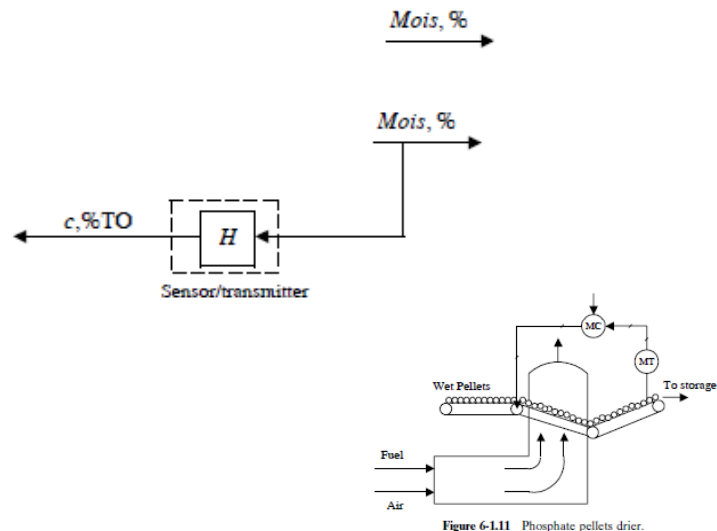 Mois, %
Mois, %
c,%TO
H
Sensor/transmitter
MC
MT
Wet Pellets
To storage
Fuel
Air
Figure 6-1.11 Phosphate pellets drier.